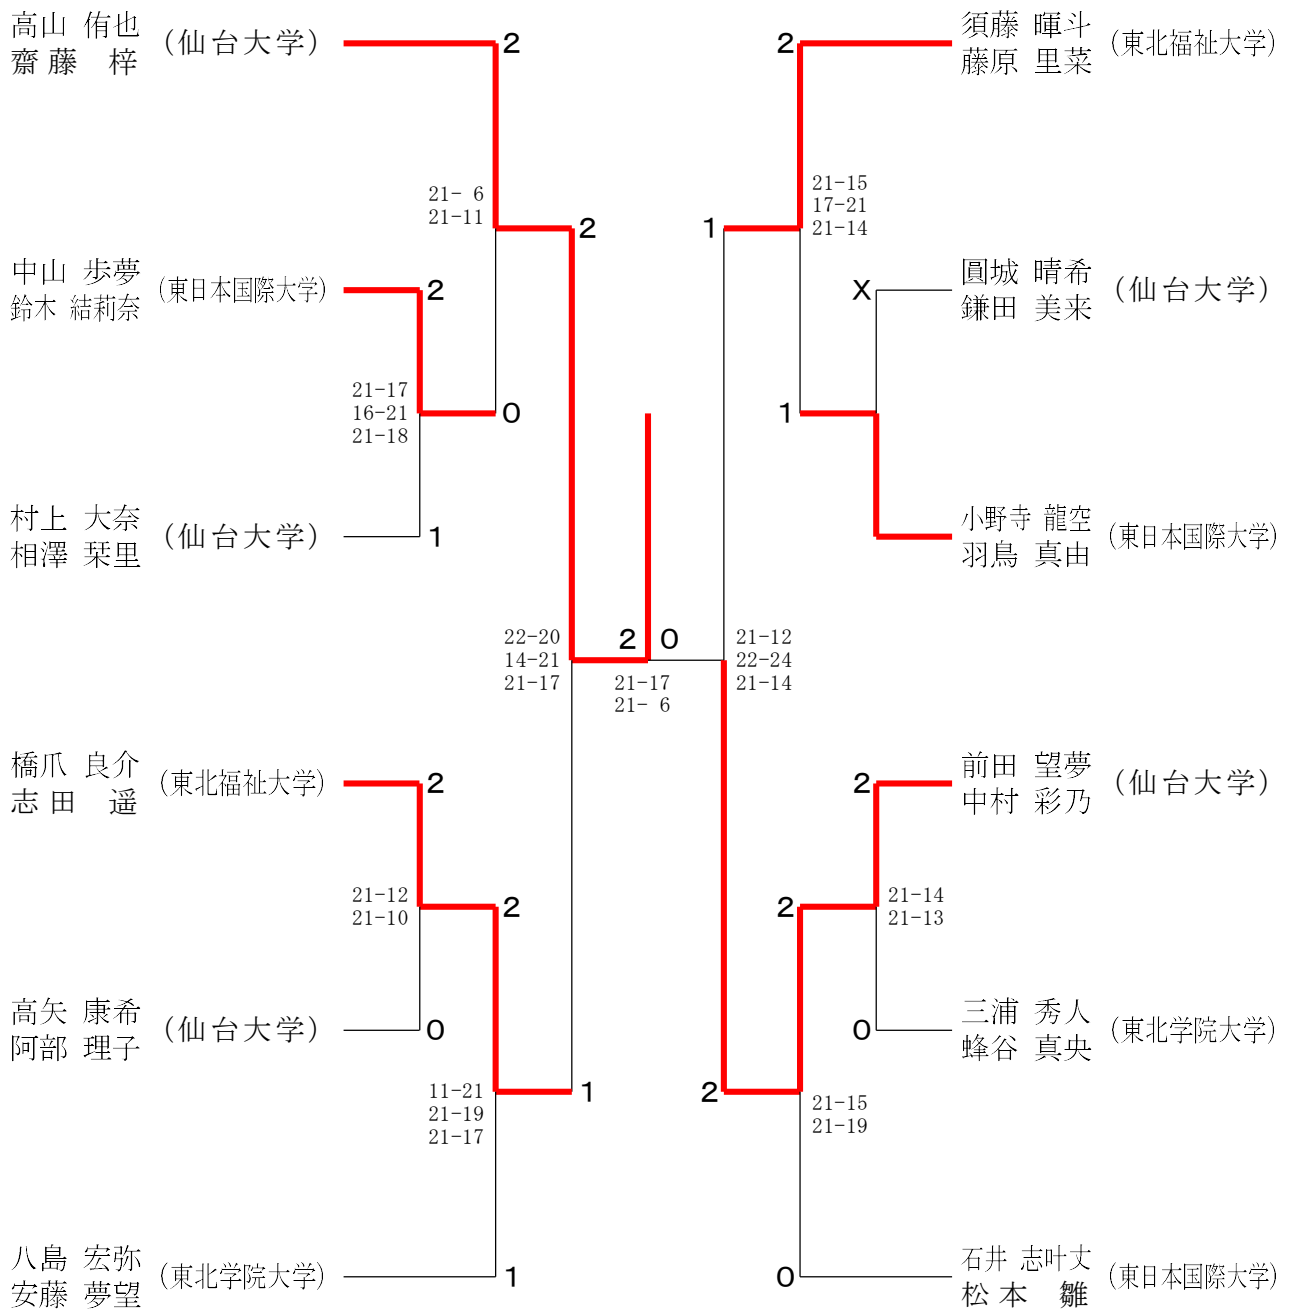 高山 侑也
齋藤 梓
(仙台大学)
2
21- 6
21-11
2
中山 歩夢
鈴木 結莉奈
(東日本国際大学)
2
21-17
16-21
21-18
0
村上 大奈
相澤 栞里
(仙台大学)
1
22-20
14-21
21-17
2 0
21-17
21- 6
橋爪 良介
志田 遥
(東北福祉大学)
2
21-12
21-10
2
高矢 康希
阿部 理子
(仙台大学)
0
11-21
21-19
21-17
1
八島 宏弥
安藤 夢望
(東北学院大学)
1
2
須藤 暉斗
藤原 里菜
(東北福祉大学)
21-15
17-21
21-14
1
X
圓城 晴希
鎌田 美来
(仙台大学)
1
小野寺 龍空
羽鳥 真由
(東日本国際大学)
21-12
22-24
21-14
2
前田 望夢
中村 彩乃
(仙台大学)
2
21-14
21-13
0
三浦 秀人
蜂谷 真央
(東北学院大学)
2
21-15
21-19
0
石井 志叶丈
松本 雛
(東日本国際大学)